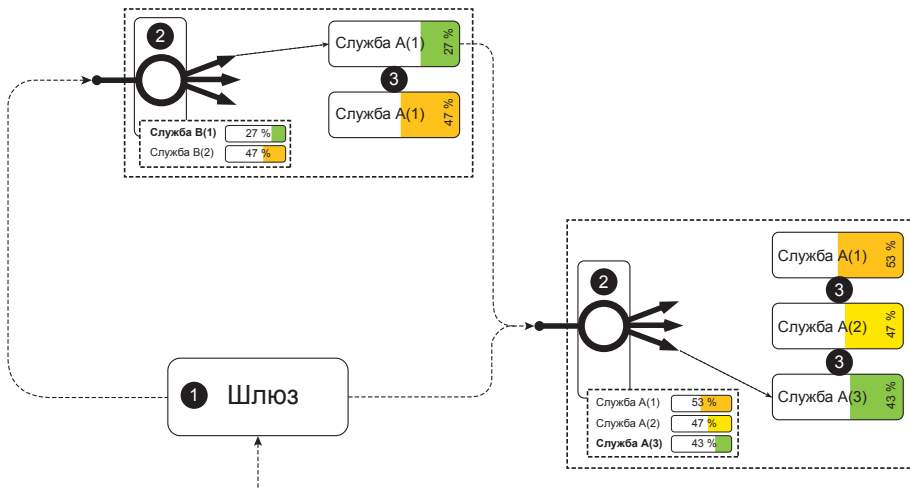 2
Служба A(1) 27 %
3
Служба A(1) 47 %
Служба B(1) 27 %
Служба B(2) 47 %
2
Служба A(1) 53 %
3
Служба A(2) 47 %
3
Служба A(3) 43 %
Служба A(1) 53 %
Служба A(2) 47 %
Служба A(3) 43 %
1 Шлюз